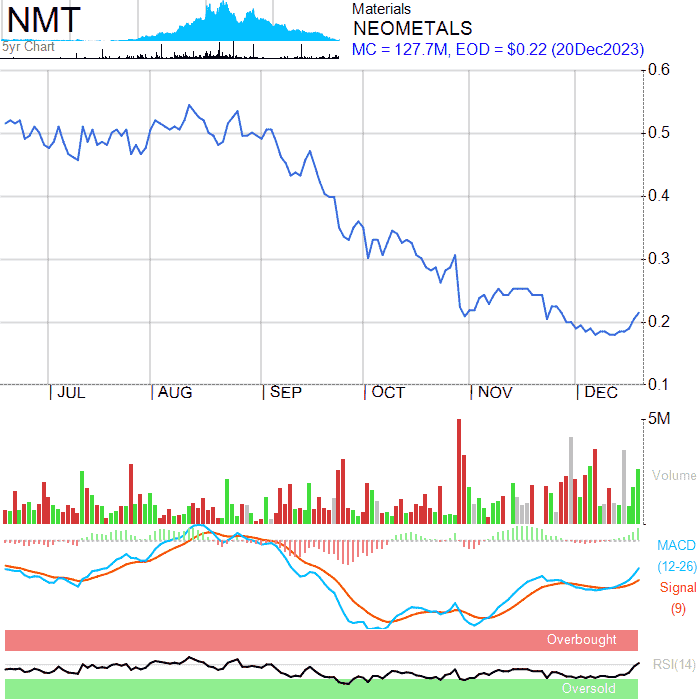 NMT
5yr Chart
Materials
NEOMETALS
MC = 127.7M, EOD = $0.22 (20Dec2023)
0.6
0.5
0.4
0.3
0.2
0.1
JUL AUG SEP OCT NOV DEC
5M
Volume
MACD
(12-26)
Signal
(9)
Overbought
RSI(14)
Oversold